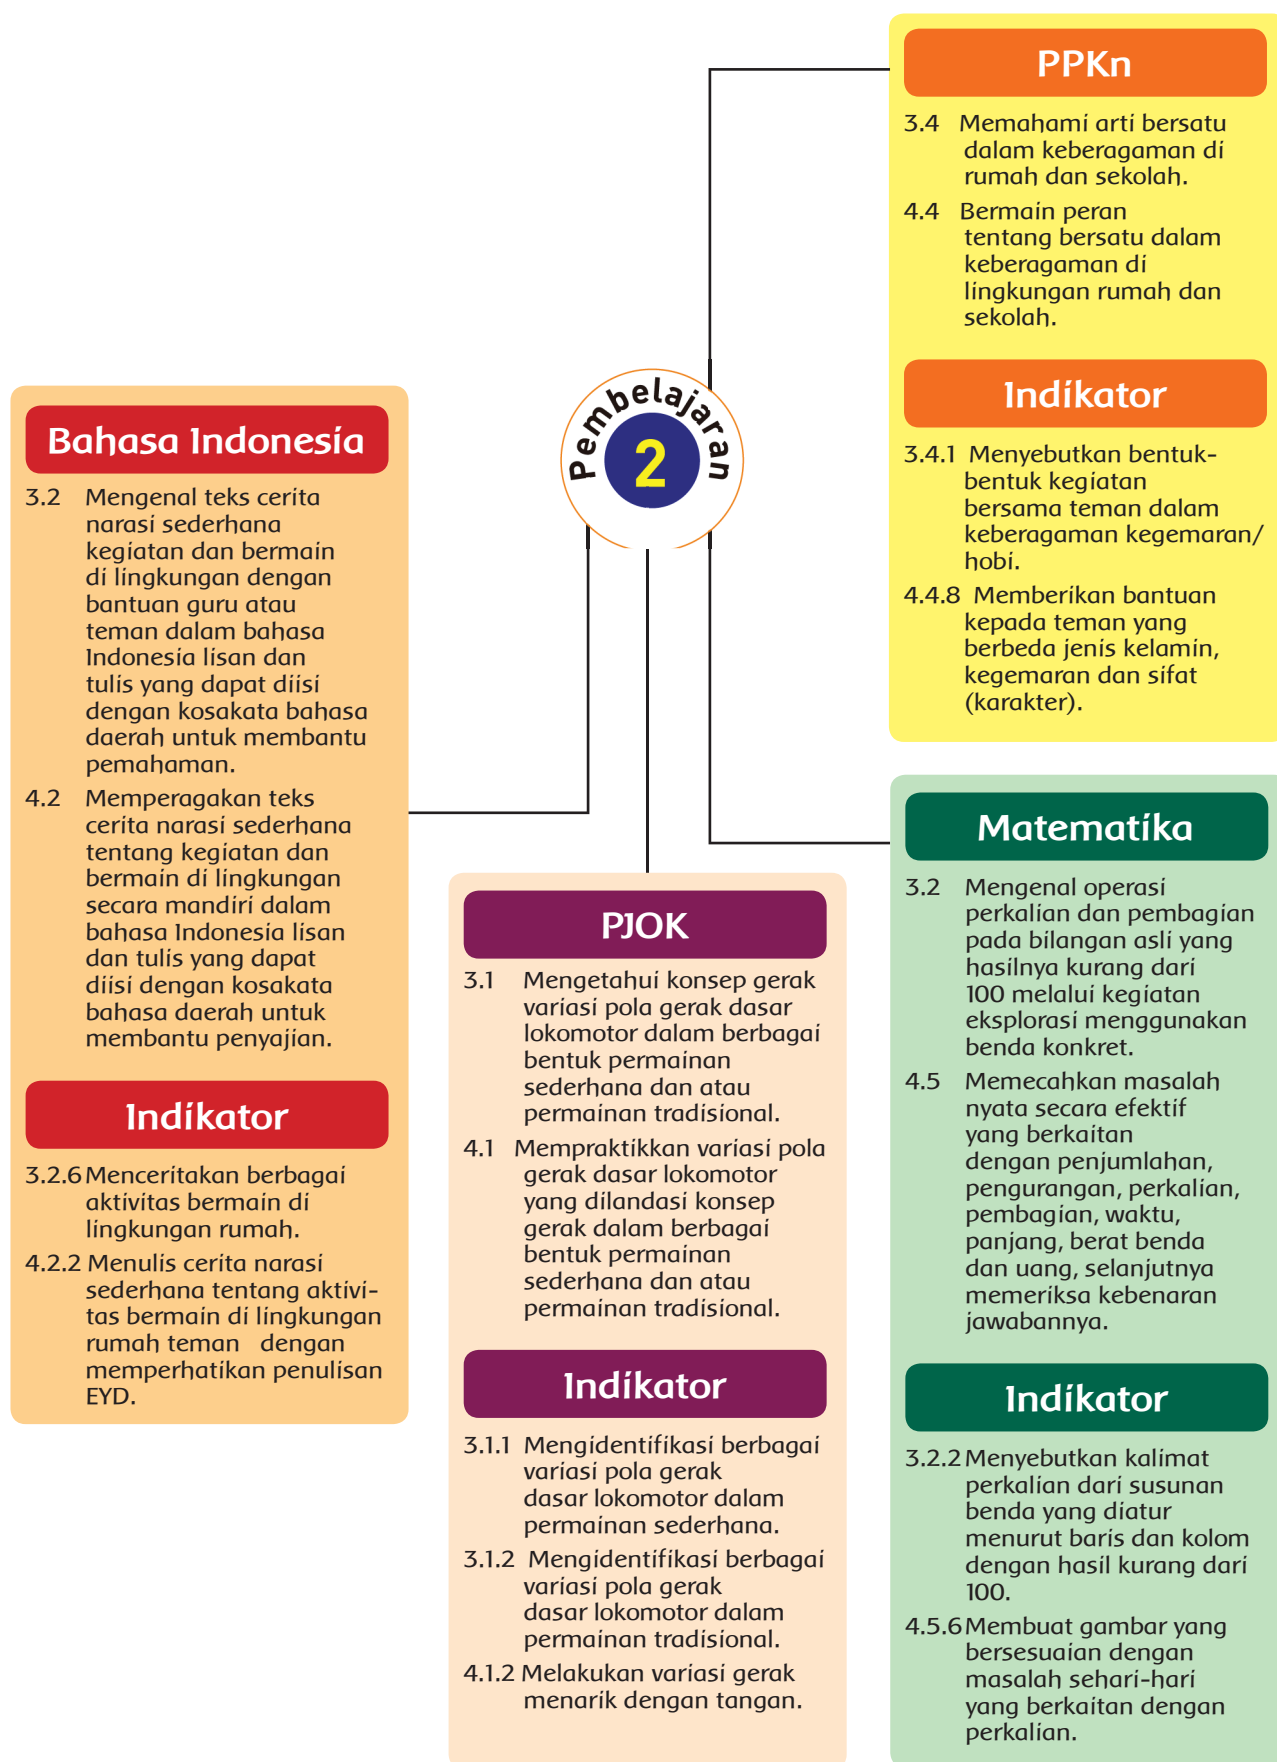 PPKn
3.4 Memahami arti bersatu
dalam keberagaman di
rumah dan sekolah.
4.4 Bermain peran
tentang bersatu dalam
keberagaman di
lingkungan rumah dan
sekolah.
Indikator
3.4.1 Menyebutkan bentuk-
bentuk kegiatan
bersama teman dalam
keberagaman kegemaran/
hobi.
4.4.8 Memberikan bantuan
kepada teman yang
berbeda jenis kelamin,
kegemaran dan sifat
(karakter).
Pembelajaran
2
Bahasa Indonesia
3.2 Mengenal teks cerita
narasi sederhana
kegiatan dan bermain
di lingkungan dengan
bantuan guru atau
teman dalam bahasa
Indonesia lisan dan
tulis yang dapat diisi
dengan kosakata bahasa
daerah untuk membantu
pemahaman.
4.2 Memperagakan teks
cerita narasi sederhana
tentang kegiatan dan
bermain di lingkungan
secara mandiri dalam
bahasa Indonesia lisan
dan tulis yang dapat
diisi dengan kosakata
bahasa daerah untuk
membantu penyajian.
Indikator
3.2.6 Menceritakan berbagai
aktivitas bermain di
lingkungan rumah.
4.2.2 Menulis cerita narasi
sederhana tentang aktivi-
tas bermain di lingkungan
rumah teman dengan
memperhatikan penulisan
EYD.
PJOK
3.1 Mengetahui konsep gerak
variasi pola gerak dasar
lokomotor dalam berbagai
bentuk permainan
sederhana dan atau
permainan tradisional.
4.1 Mempraktikkan variasi pola
gerak dasar lokomotor
yang dilandasi konsep
gerak dalam berbagai
bentuk permainan
sederhana dan atau
permainan tradisional.
Indikator
3.1.1 Mengidentifikasi berbagai
variasi pola gerak
dasar lokomotor dalam
permainan sederhana.
3.1.2 Mengidentifikasi berbagai
variasi pola gerak
dasar lokomotor dalam
permainan tradisional.
4.1.2 Melakukan variasi gerak
menarik dengan tangan.
Matematika
3.2 Mengenal operasi
perkalian dan pembagian
pada bilangan asli yang
hasilnya kurang dari
100 melalui kegiatan
eksplorasi menggunakan
benda konkret.
4.5 Memecahkan masalah
nyata secara efektif
yang berkaitan
dengan penjumlahan,
pengurangan, perkalian,
pembagian, waktu,
panjang, berat benda
dan uang, selanjutnya
memeriksa kebenaran
jawabannya.
Indikator
3.2.2 Menyebutkan kalimat
perkalian dari susunan
benda yang diatur
menurut baris dan kolom
dengan hasil kurang dari
100.
4.5.6 Membuat gambar yang
bersesuaian dengan
masalah sehari-hari
yang berkaitan dengan
perkalian.